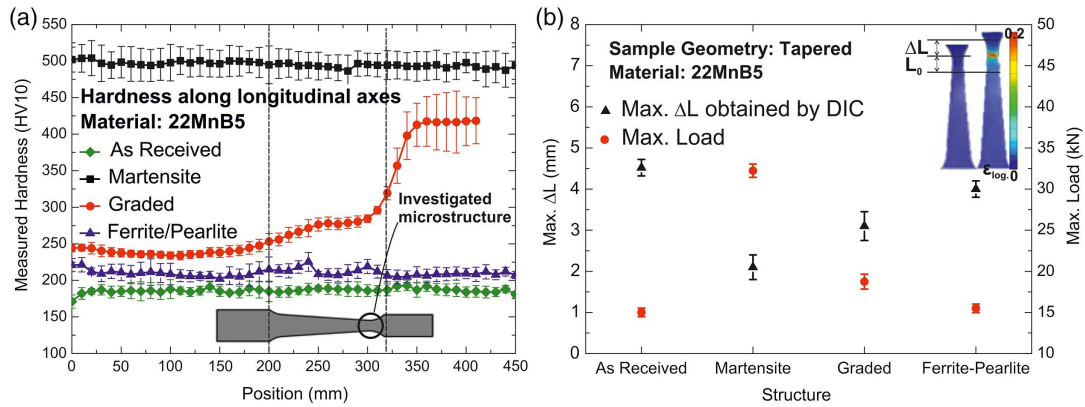 (a)
550
500
450
400
350
300
250
200
150
100
Measured Hardness (HV10)
Hardness along longitudinal axes
Material: 22MnB5
As Received
Martensite
Graded
Ferrite/Pearlite
Investigated
microstructure
0 50 100 150 200 250 300 350 400 450
Position (mm)
(b)
8
7
6
5
4
3
2
1
0
Max. ΔL (mm)
Sample Geometry: Tapered
Material: 22MnB5
Max. ΔL obtained by DIC
Max. Load
ΔL
L₀
0.2
εlog.
0
50
45
40
35
30
25
20
15
10
Max. Load (kN)
As Received Martensite Graded Ferrite-Pearlite
Structure